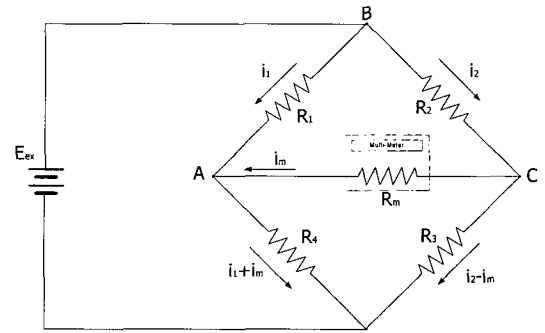 B
i₁
i₂
R₁
R₂
Multi-Meter
Eₑₓ
A
iₘ
C
Rₘ
R₄
R₃
i₁+iₘ
i₂-iₘ